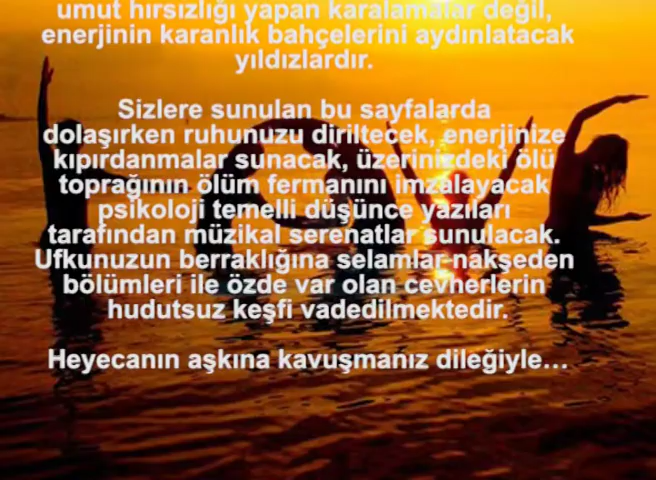 umut hırsızlığı yapan karalamalar değil,
enerjinin karanlık bahçelerini aydınlatacak
yıldızlardır.
Sizlere sunulan bu sayfalarda
dolaşırken ruhunuzu diriltecek, enerjinize
kıpırdanmalar sunacak, üzerinizdeki ölü
toprağının ölüm fermanını imzalayacak
psikoloji temelli düşünce yazıları
tarafından müzikal serenatlar sunulacak.
Ufkunuzun berraklığına selamlar nakşeden
bölümleri ile özde var olan cevherlerin
hudutsuz keşfi vadedilmektedir.
Heyecanın aşkına kavuşmanız dileğiyle…